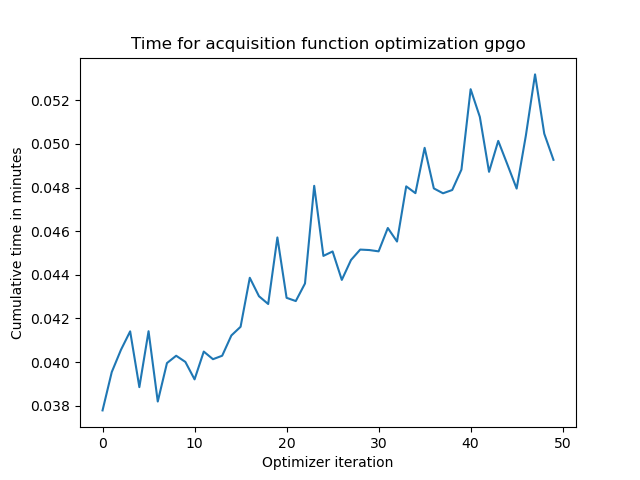 Time for acquisition function optimization gpgo
Cumulative time in minutes
0.052
0.050
0.048
0.046
0.044
0.042
0.040
0.038
0 10 20 30 40 50
Optimizer iteration